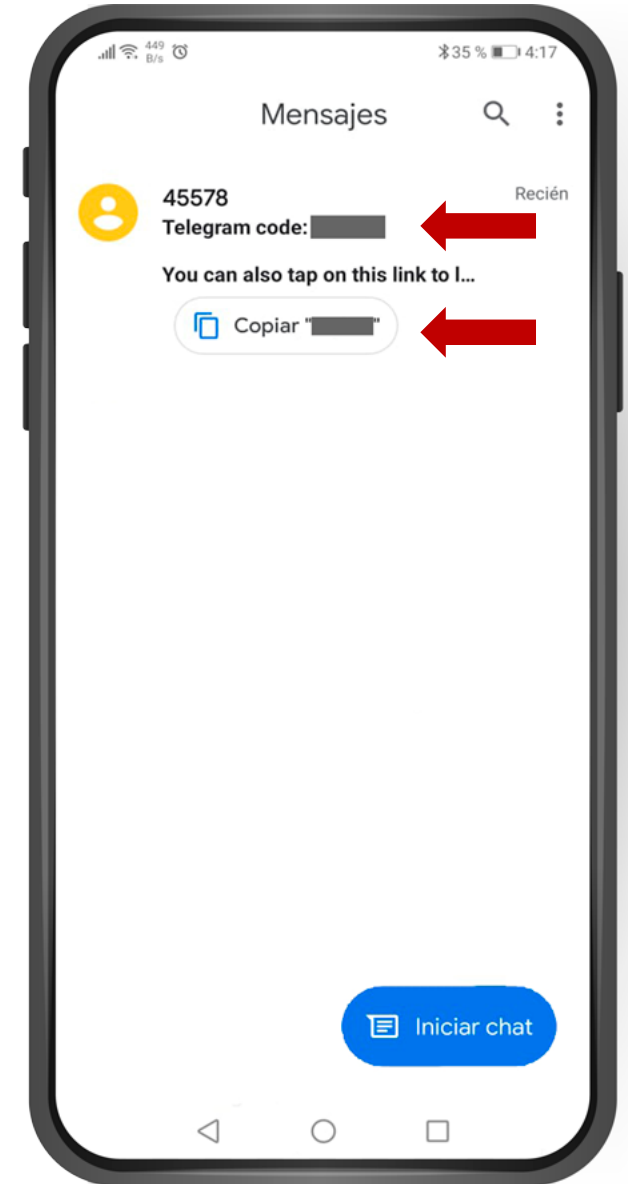 449
B/s
35 % 4:17
Mensajes
45578
Recién
Telegram code:
You can also tap on this link to l...
Copiar " "
Iniciar chat